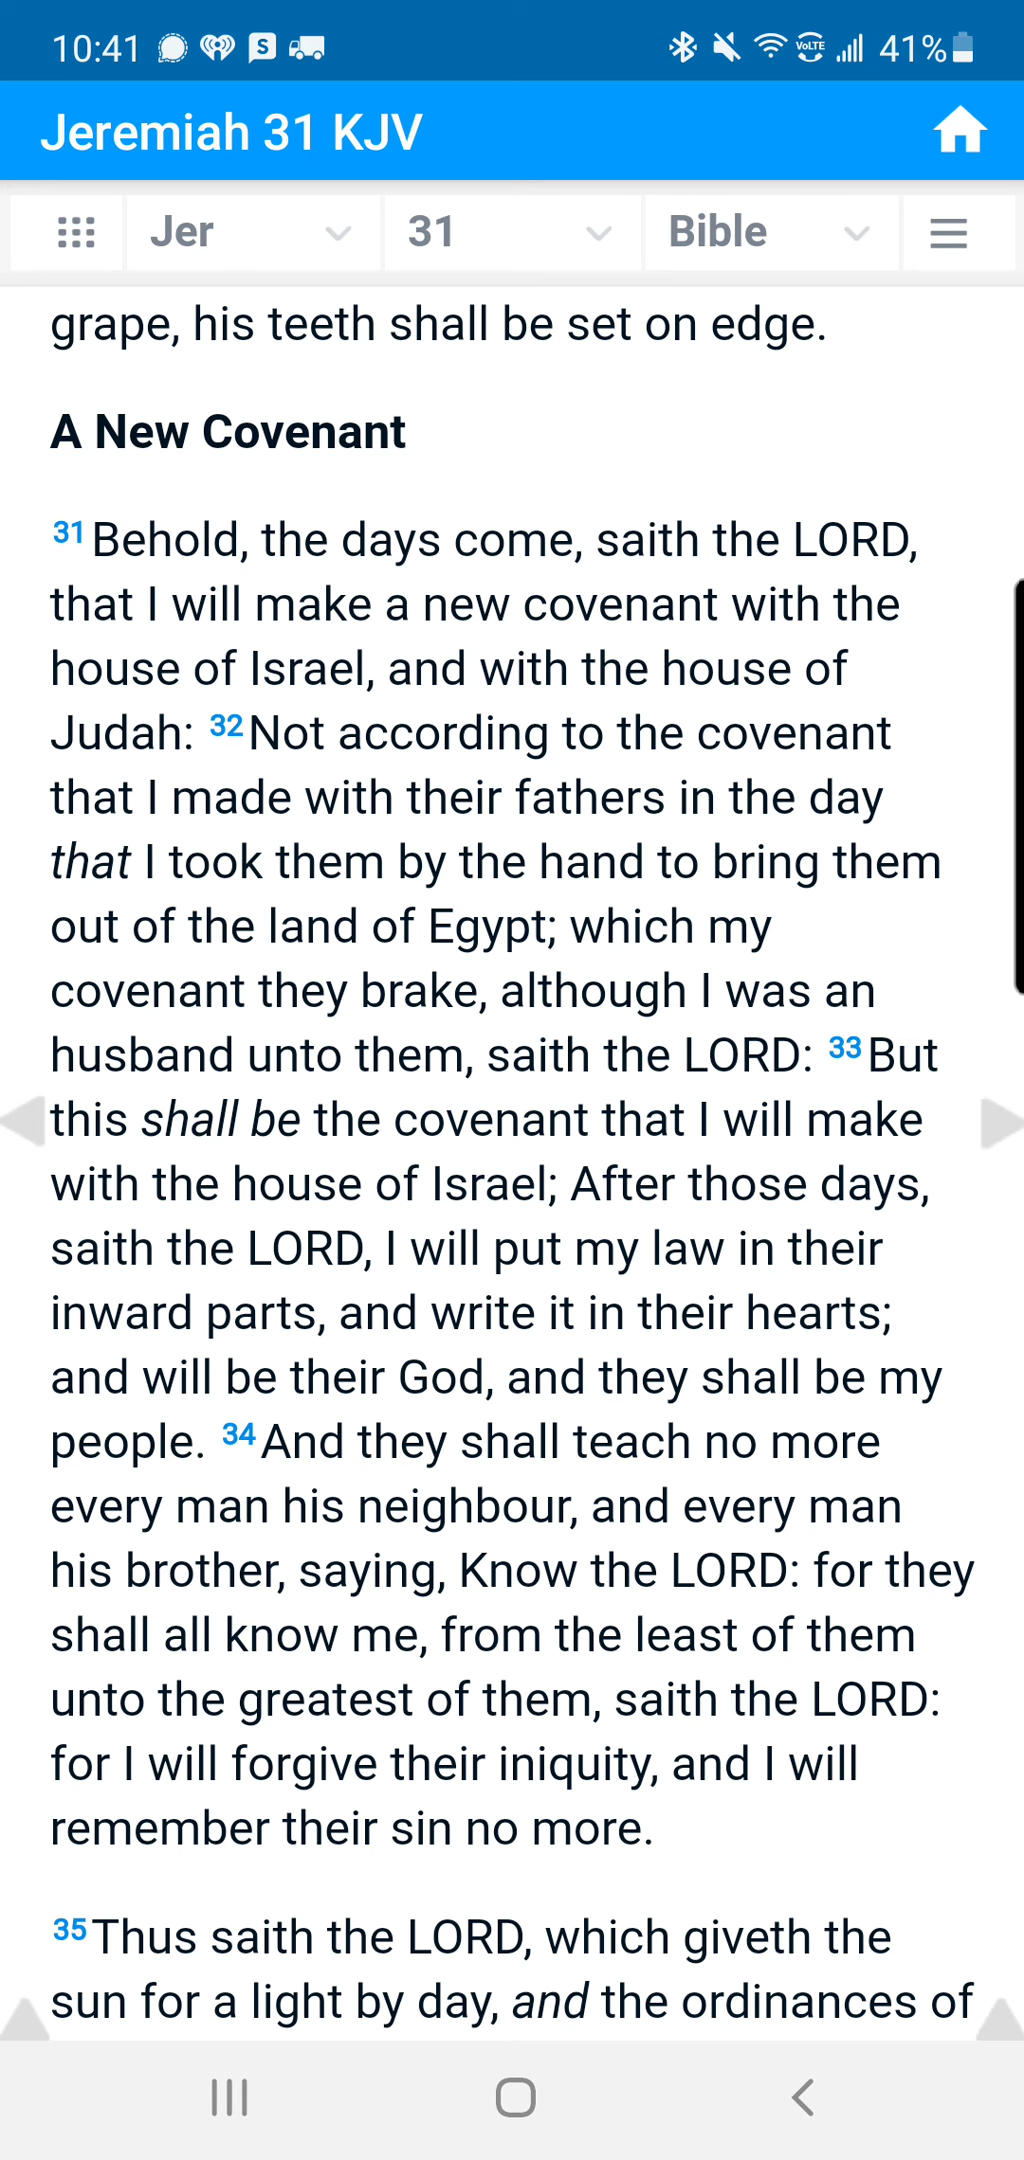 10:41 S VoLTE 41%
Jeremiah 31 KJV
Jer 31 Bible
grape, his teeth shall be set on edge.
A New Covenant
31 Behold, the days come, saith the LORD,
that I will make a new covenant with the
house of Israel, and with the house of
Judah: 32 Not according to the covenant
that I made with their fathers in the day
that I took them by the hand to bring them
out of the land of Egypt; which my
covenant they brake, although I was an
husband unto them, saith the LORD: 33 But
this shall be the covenant that I will make
with the house of Israel; After those days,
saith the LORD, I will put my law in their
inward parts, and write it in their hearts;
and will be their God, and they shall be my
people. 34 And they shall teach no more
every man his neighbour, and every man
his brother, saying, Know the LORD: for they
shall all know me, from the least of them
unto the greatest of them, saith the LORD:
for I will forgive their iniquity, and I will
remember their sin no more.
35 Thus saith the LORD, which giveth the
sun for a light by day, and the ordinances of